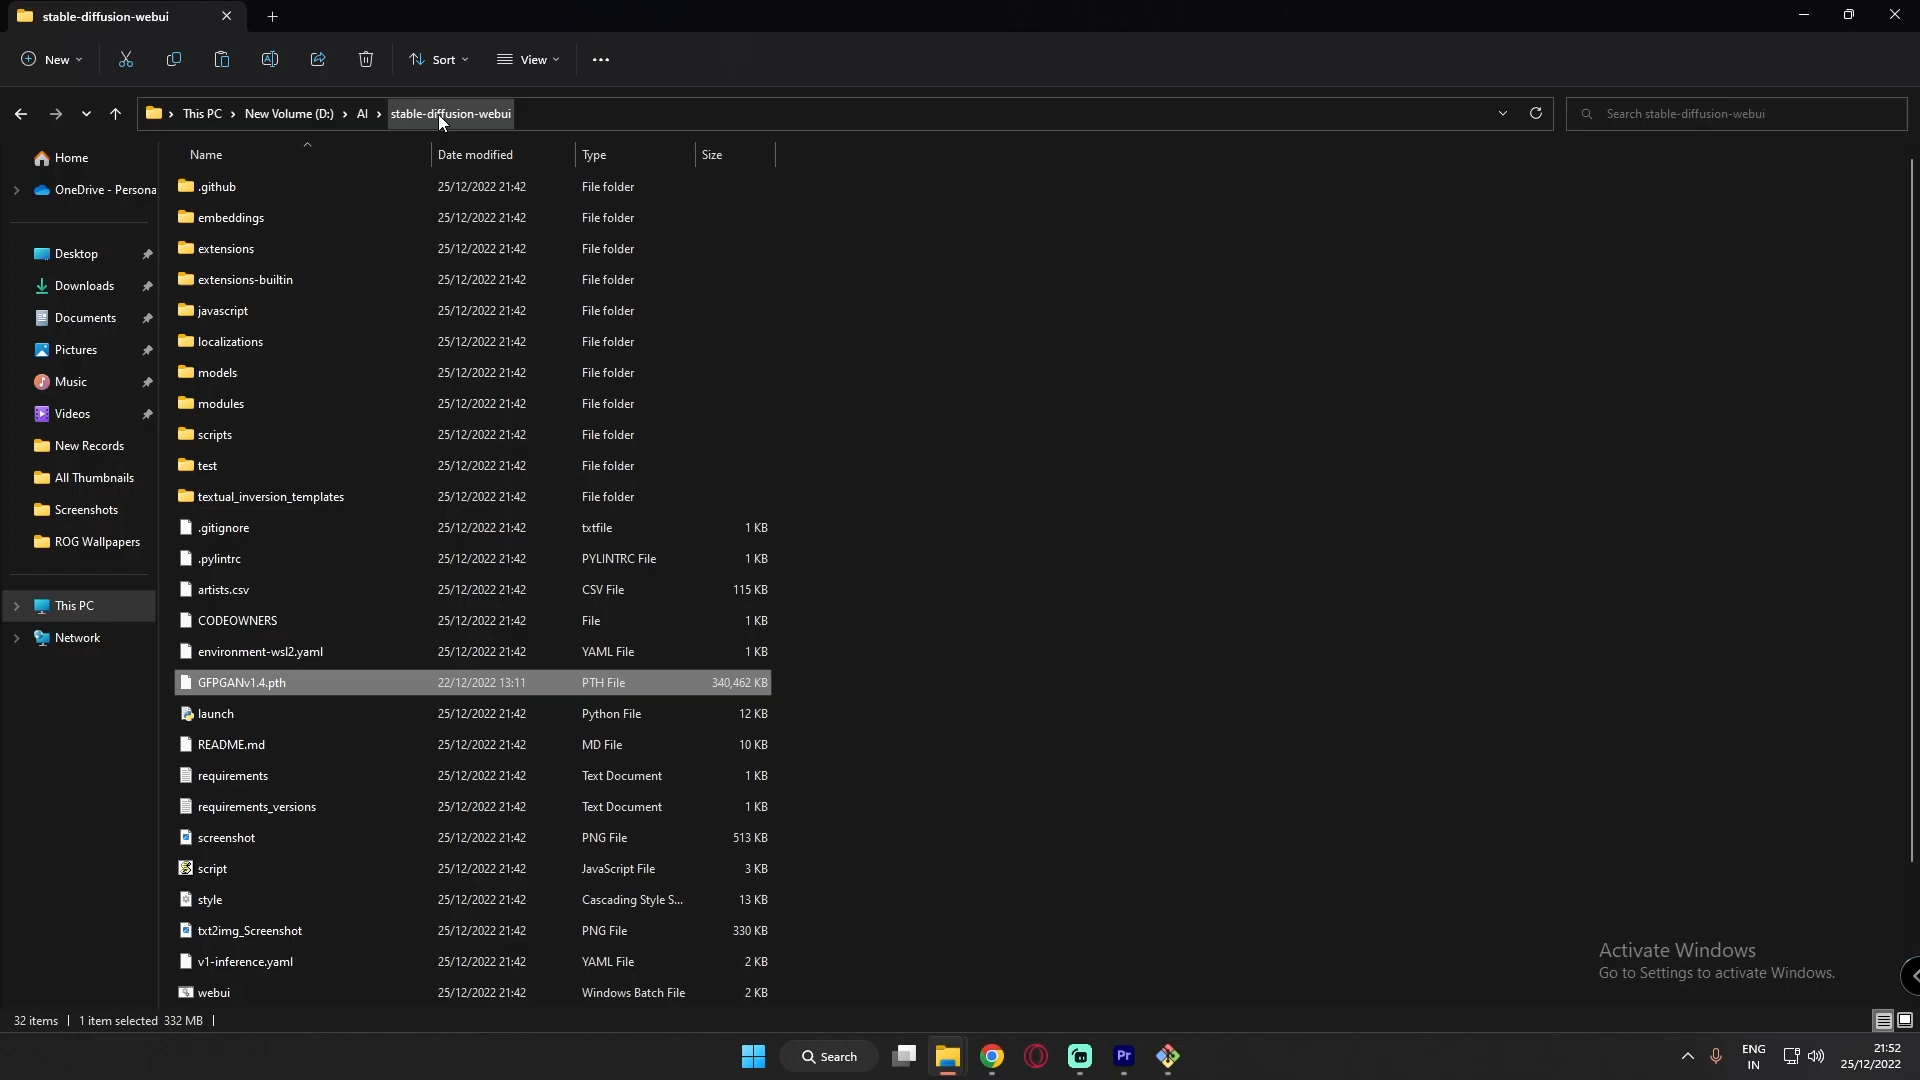 stable-diffusion-webui
New
Sort
View
This PC
New Volume (D:)
AI
stable-diffusion-webui
Search stable-diffusion-webui
Name
Date modified
Type
Size
Home
OneDrive - Persona
Desktop
Downloads
Documents
Pictures
Music
Videos
New Records
All Thumbnails
Screenshots
ROG Wallpapers
This PC
Network
.github 25/12/2022 21:42 File folder
embeddings 25/12/2022 21:42 File folder
extensions 25/12/2022 21:42 File folder
extensions-builtin 25/12/2022 21:42 File folder
javascript 25/12/2022 21:42 File folder
localizations 25/12/2022 21:42 File folder
models 25/12/2022 21:42 File folder
modules 25/12/2022 21:42 File folder
scripts 25/12/2022 21:42 File folder
test 25/12/2022 21:42 File folder
textual_inversion_templates 25/12/2022 21:42 File folder
.gitignore 25/12/2022 21:42 txtfile 1 KB
.pylintrc 25/12/2022 21:42 PYLINTRC File 1 KB
artists.csv 25/12/2022 21:42 CSV File 115 KB
CODEOWNERS 25/12/2022 21:42 File 1 KB
environment-wsl2.yaml 25/12/2022 21:42 YAML File 1 KB
GFPGANv1.4.pth 22/12/2022 13:11 PTH File 340,462 KB
launch 25/12/2022 21:42 Python File 12 KB
README.md 25/12/2022 21:42 MD File 10 KB
requirements 25/12/2022 21:42 Text Document 1 KB
requirements_versions 25/12/2022 21:42 Text Document 1 KB
screenshot 25/12/2022 21:42 PNG File 513 KB
script 25/12/2022 21:42 JavaScript File 3 KB
style 25/12/2022 21:42 Cascading Style S... 13 KB
txt2img_Screenshot 25/12/2022 21:42 PNG File 330 KB
v1-inference.yaml 25/12/2022 21:42 YAML File 2 KB
webui 25/12/2022 21:42 Windows Batch File 2 KB
Activate Windows
Go to Settings to activate Windows.
32 items
1 item selected 332 MB
Search
Pr
ENG
IN
21:52
25/12/2022